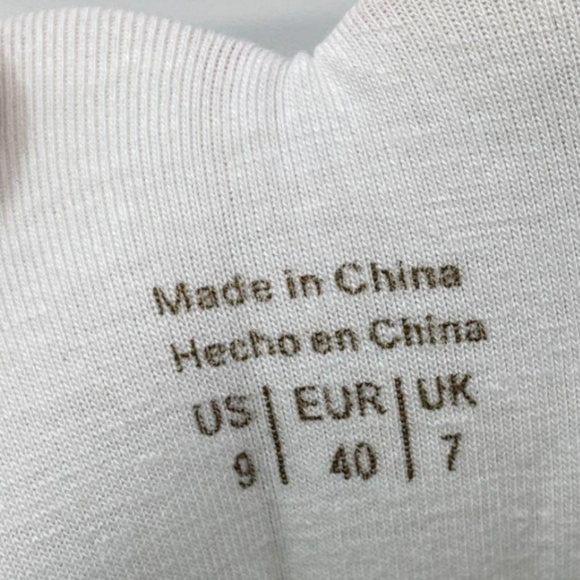 Made in China
Hecho en China
US | EUR | UK
9 | 40 | 7